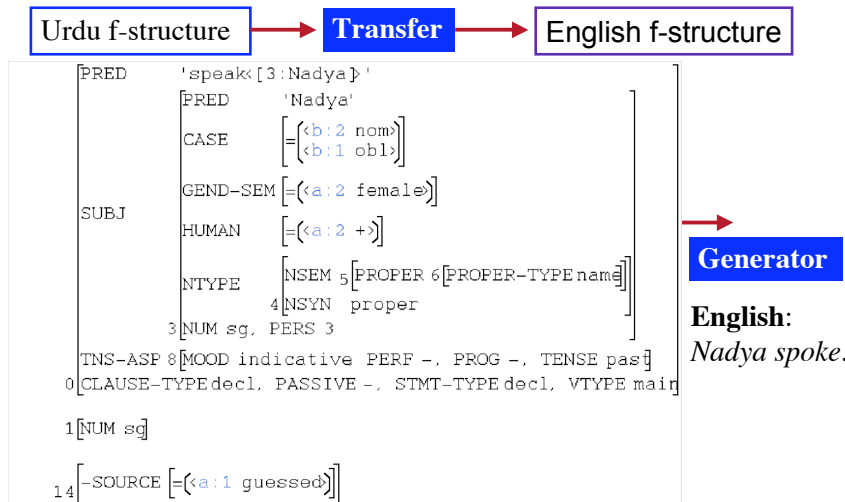 Urdu f-structure Transfer English f-structure
PRED 'speak<[3:Nadya]>'
PRED 'Nadya'
CASE =(<b:2 nom>
<b:1 obl>)
GEND-SEM =(<a:2 female>)
SUBJ
HUMAN =(<a:2 +>)
Generator
NSEM 5[PROPER 6[PROPER-TYPE name]]
NTYPE
4 NSYN proper
English:
3 NUM sg, PERS 3
Nadya spoke.
TNS-ASP 8[MOOD indicative PERF -, PROG -, TENSE past]
0 CLAUSE-TYPE decl, PASSIVE -, STMT-TYPE decl, VTYPE main
1[NUM sg]
14[-SOURCE [=(<a:1 guessed>)]]